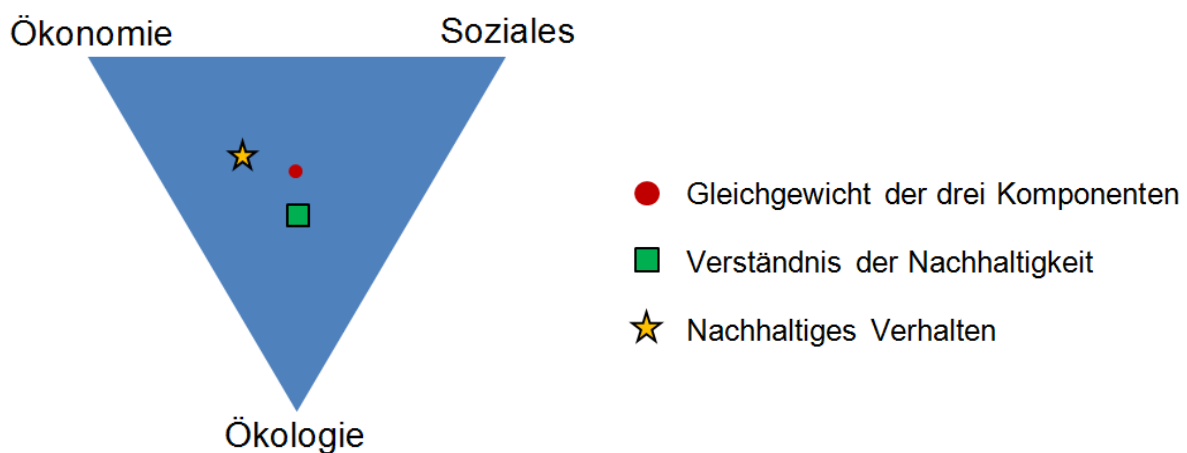 Ökonomie
Soziales
Gleichgewicht der drei Komponenten
Verständnis der Nachhaltigkeit
Nachhaltiges Verhalten
Ökologie